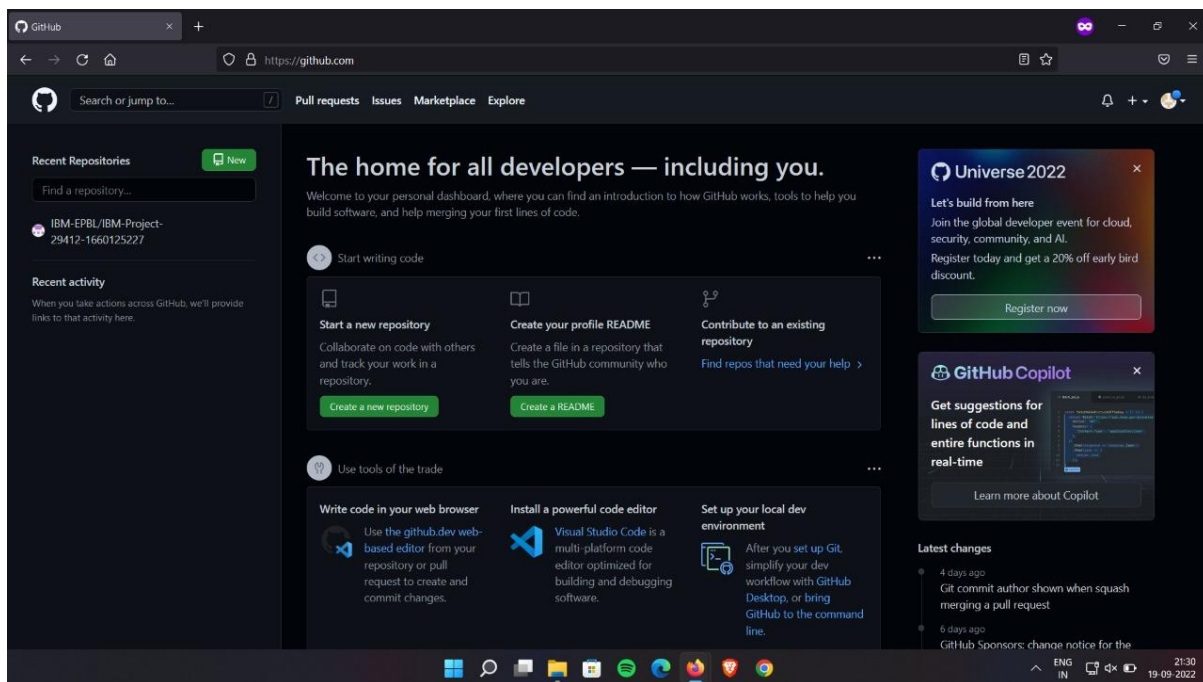 GitHub
https://github.com
Search or jump to...
/
Pull requests Issues Marketplace Explore
Recent Repositories
New
Find a repository...
IBM-EPBL/IBM-Project-
29412-1660125227
Recent activity
When you take actions across GitHub, we'll provide
links to that activity here.
The home for all developers — including you.
Welcome to your personal dashboard, where you can find an introduction to how GitHub works, tools to help you
build software, and help merging your first lines of code.
Start writing code
Start a new repository
Collaborate on code with others
and track your work in a
repository.
Create a new repository
Create your profile README
Create a file in a repository that
tells the GitHub community who
you are.
Create a README
Contribute to an existing
repository
Find repos that need your help
Use tools of the trade
Write code in your web browser
Use the github.dev web-
based editor from your
repository or pull
request to create and
commit changes.
Install a powerful code editor
Visual Studio Code is a
multi-platform code
editor optimized for
building and debugging
software.
Set up your local dev
environment
After you set up Git,
simplify your dev
workflow with GitHub
Desktop, or bring
GitHub to the command
line.
Universe 2022
Let's build from here
Join the global developer event for cloud,
security, community, and AI.
Register today and get a 20% off early bird
discount.
Register now
GitHub Copilot
Get suggestions for
lines of code and
entire functions in
real-time
Learn more about Copilot
Latest changes
4 days ago
Git commit author shown when squash
merging a pull request
6 days ago
GitHub Sponsors: change notice for the
ENG
IN
21:30
19-09-2022